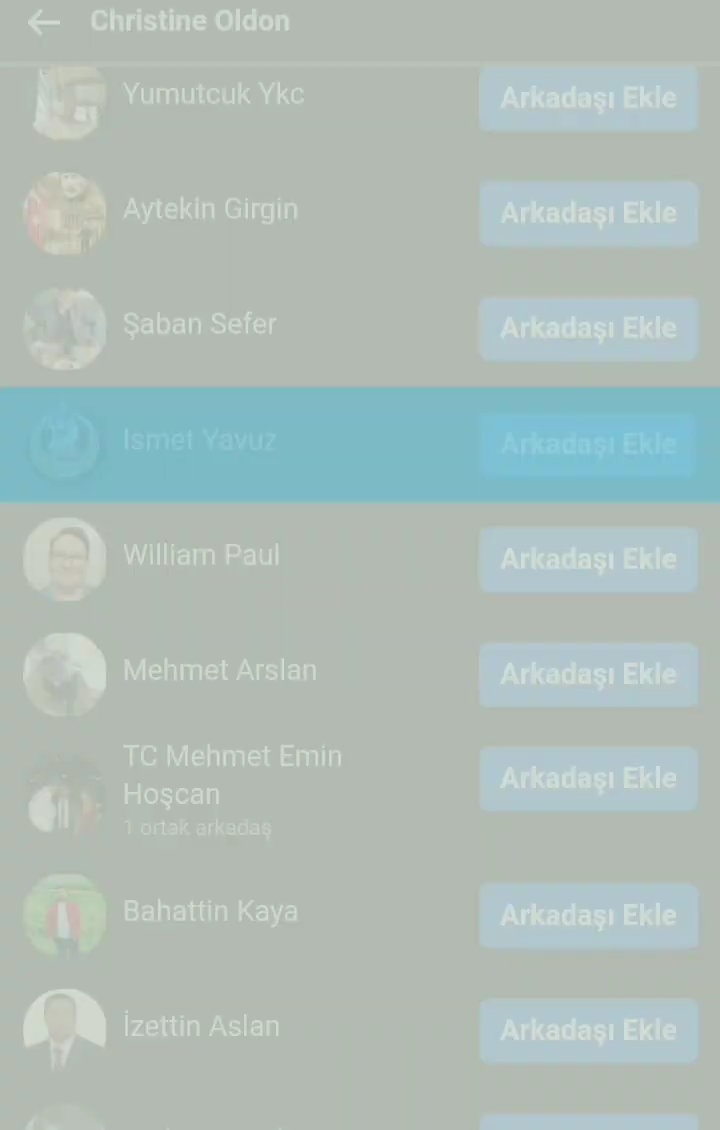 Christine Oldon
Yumutcuk Ykc
Arkadaşı Ekle
Aytekin Girgin
Arkadaşı Ekle
Şaban Sefer
Arkadaşı Ekle
Ismet Yavuz
Arkadaşı Ekle
William Paul
Arkadaşı Ekle
Mehmet Arslan
Arkadaşı Ekle
TC Mehmet Emin
Hoşcan
1 ortak arkadaş
Arkadaşı Ekle
Bahattin Kaya
Arkadaşı Ekle
İzettin Aslan
Arkadaşı Ekle